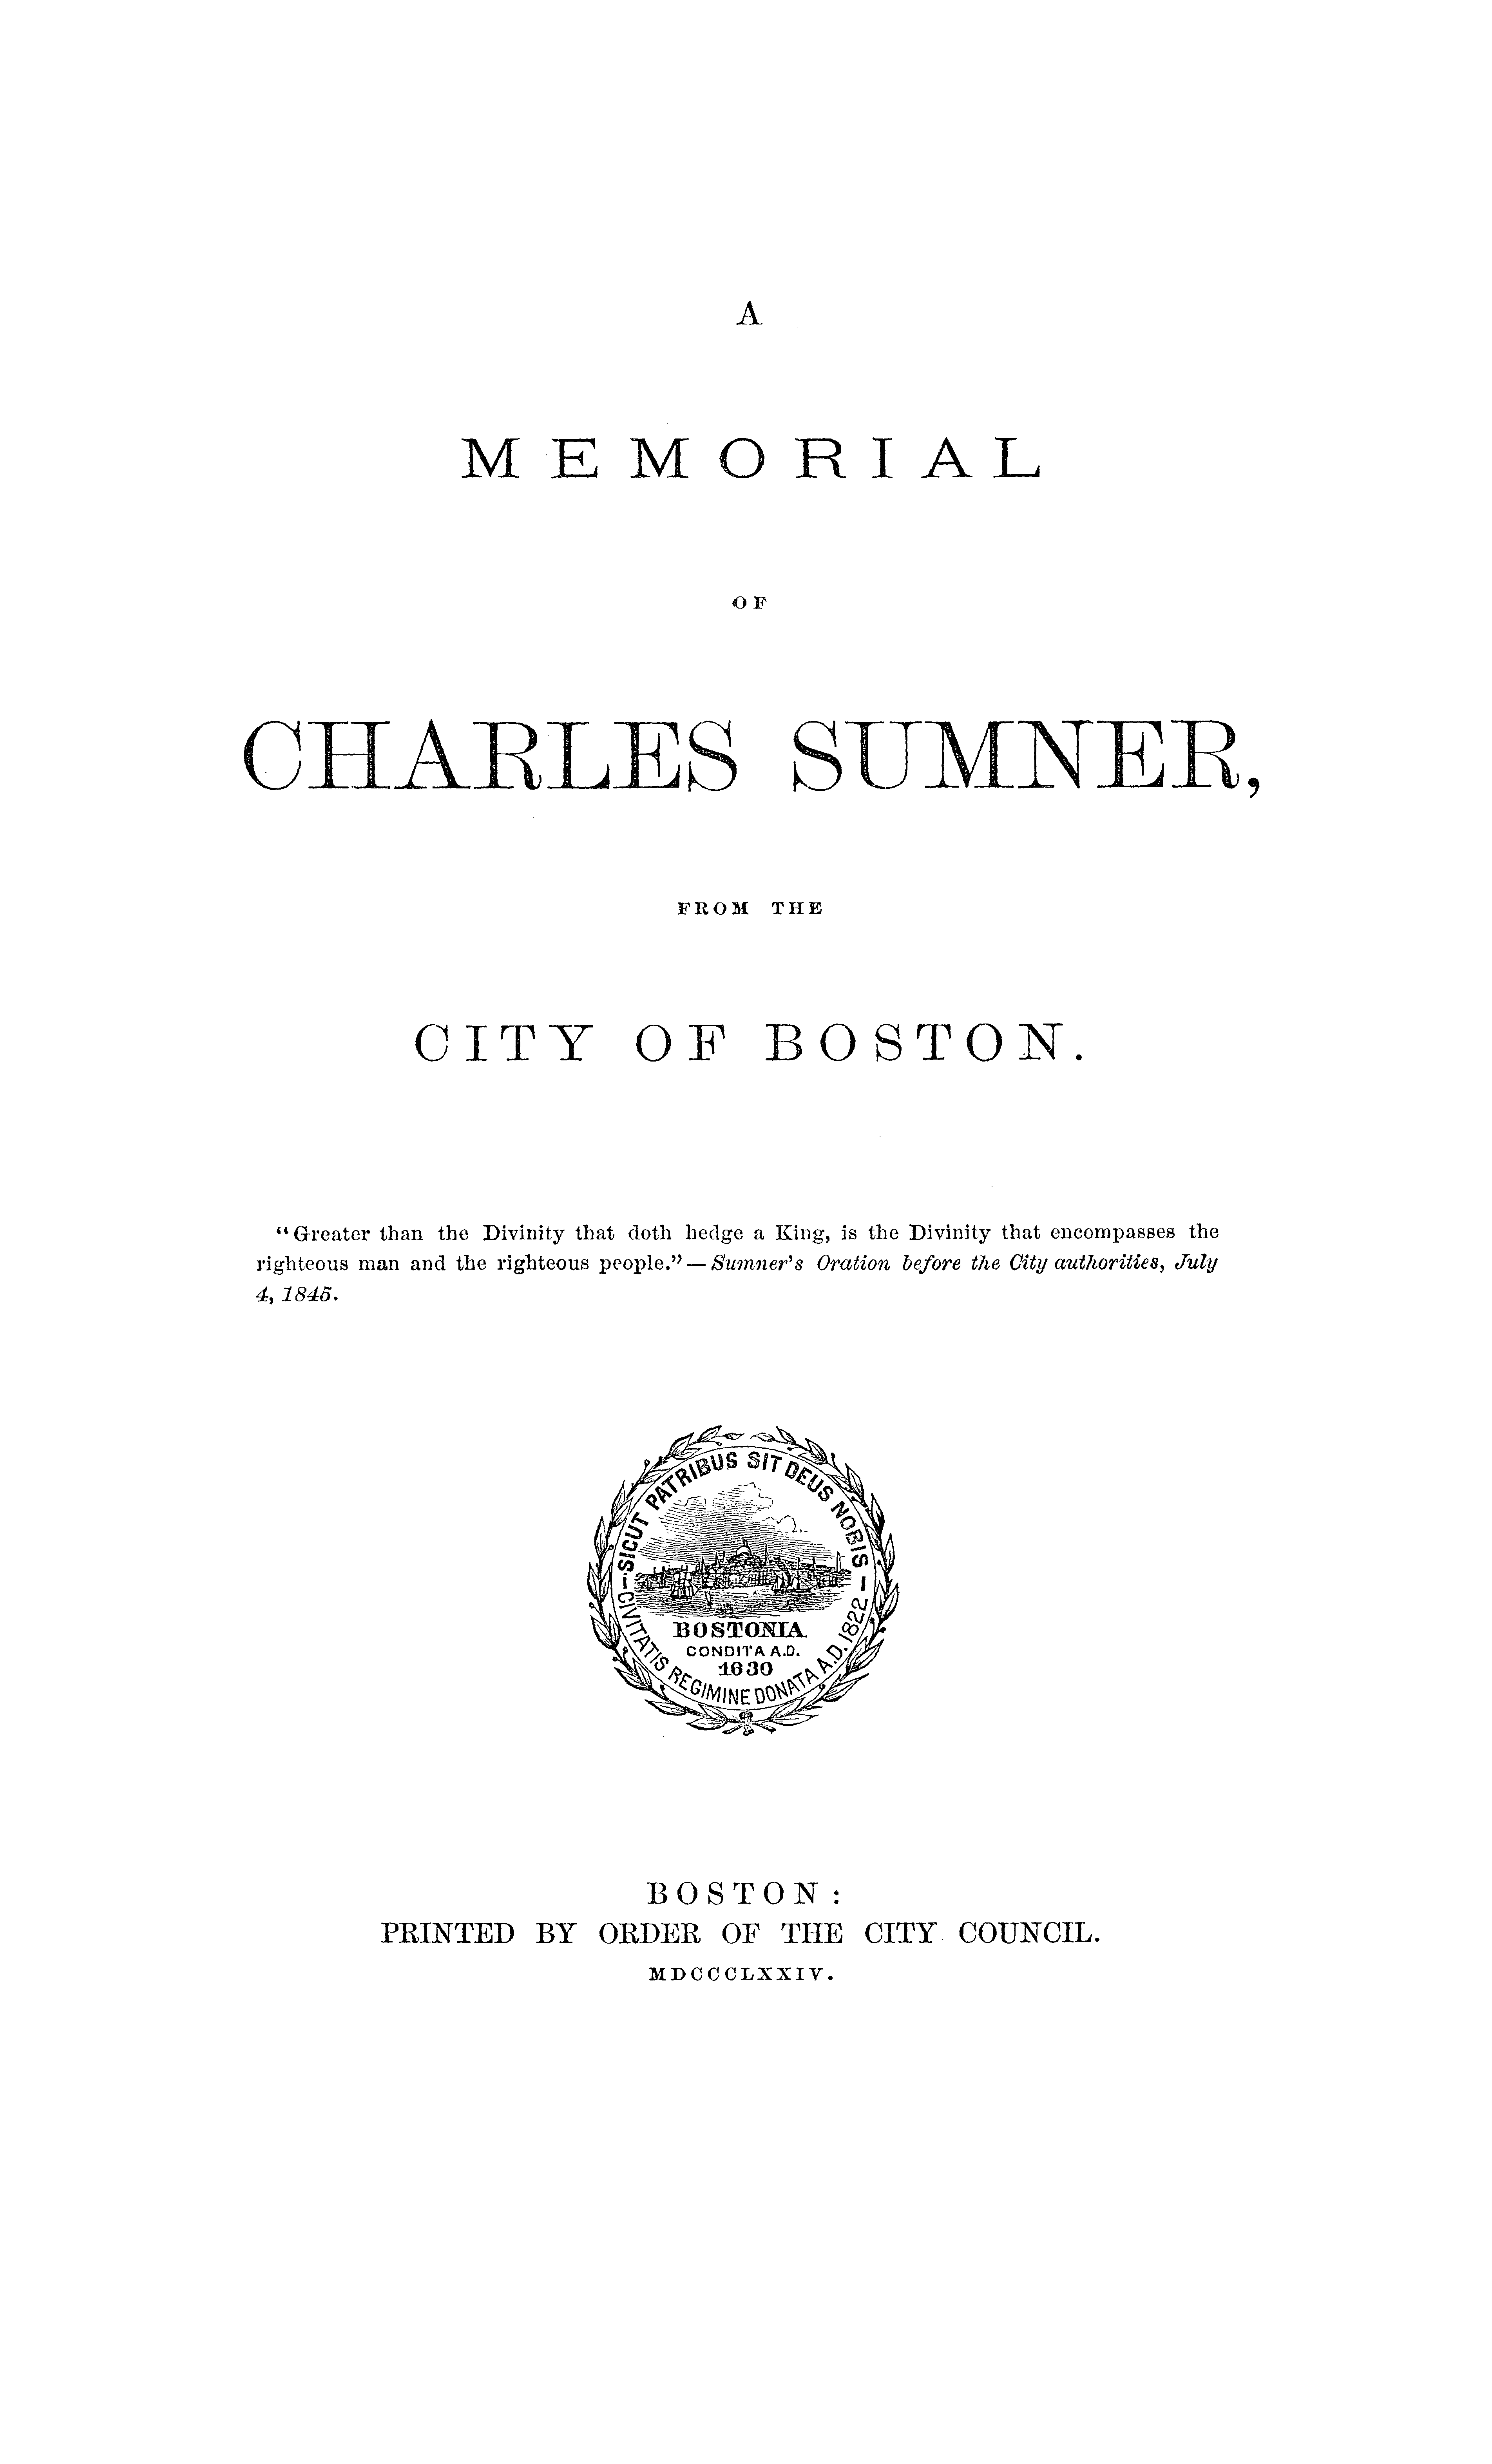 A
MEMORIAL
OF
CHARLES SUMNER,
FROM THE
CITY OF BOSTON.
“Greater than the Divinity that doth hedge a King, is the Divinity that encompasses the
righteous man and the righteous people.”—Sumner's Oration before the City authorities, July
4, 1845.
SICUT PATRIBUS SIT DEUS NOBIS
BOSTONIA
CONDITA A.D.
1630
CIVITATIS REGIMINE DONATA A.D. 1822
BOSTON:
PRINTED BY ORDER OF THE CITY COUNCIL.
MDCCCLXXIV.